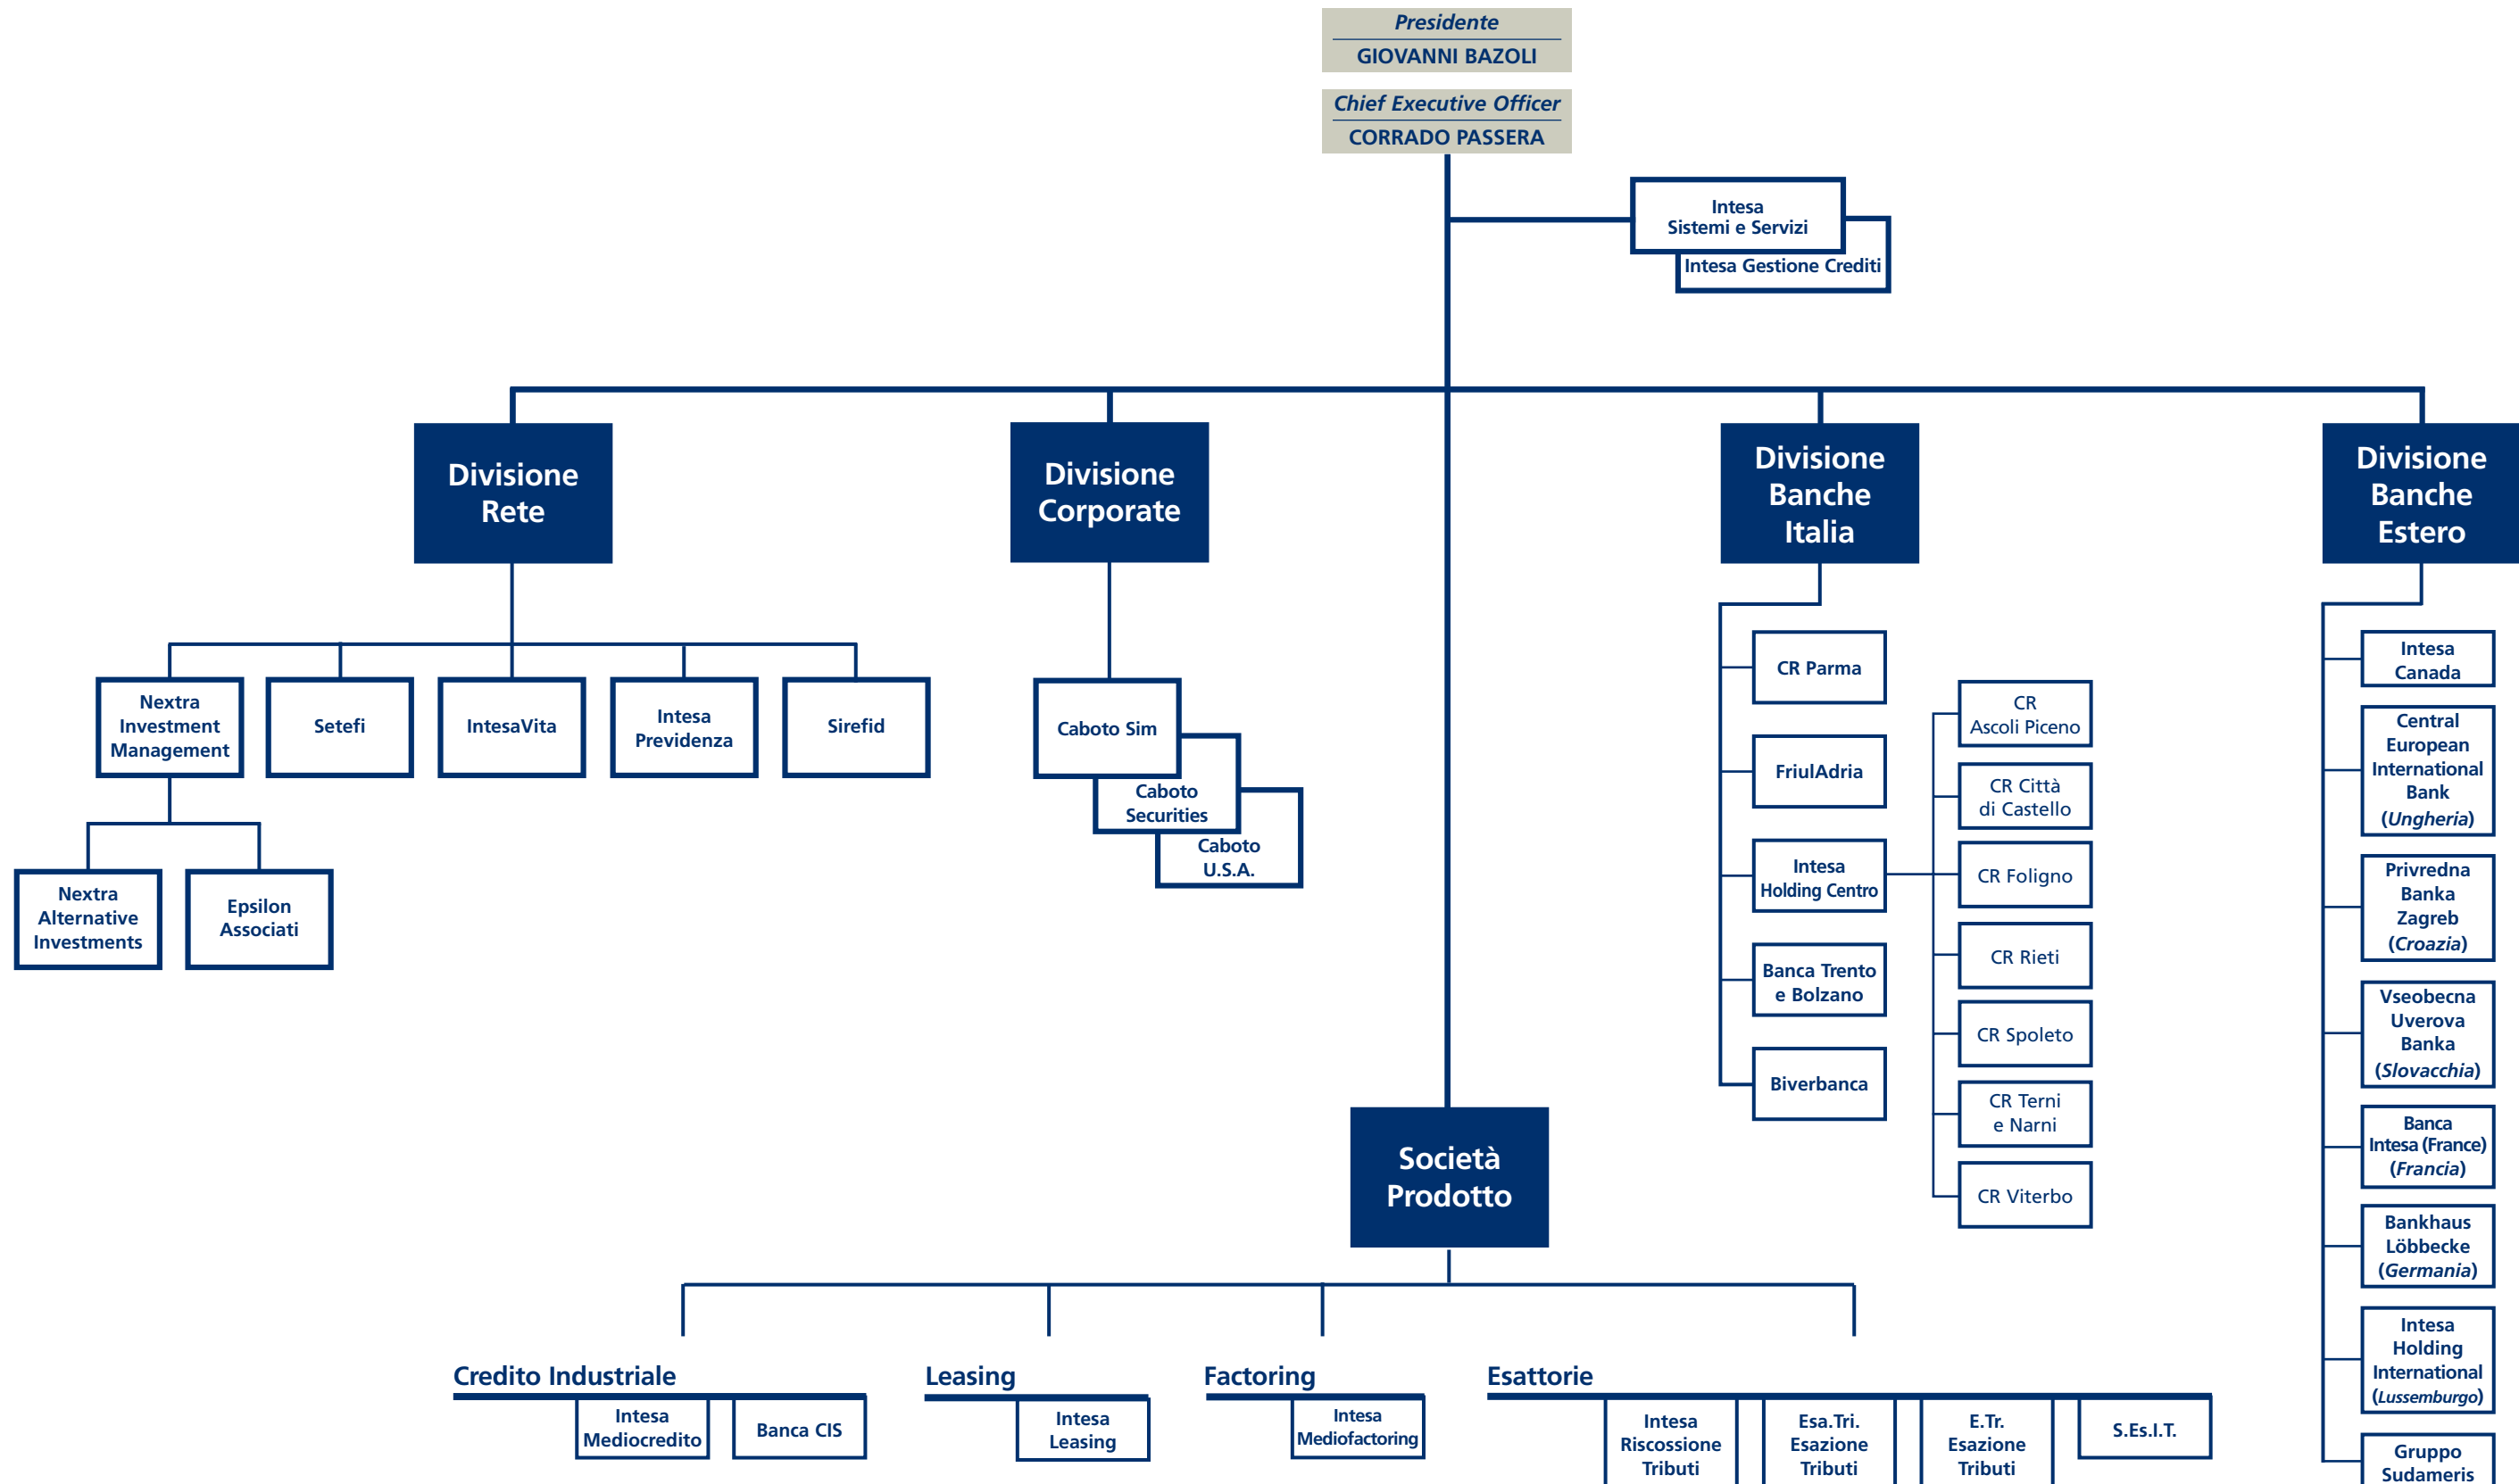 Presidente
GIOVANNI BAZOLI
Chief Executive Officer
CORRADO PASSERA
Intesa
Sistemi e Servizi
Intesa Gestione Crediti
Divisione
Rete
Divisione
Corporate
Divisione
Banche
Italia
Divisione
Banche
Estero
Nextra
Investment
Management
Setefi
IntesaVita
Intesa
Previdenza
Sirefid
Nextra
Alternative
Investments
Epsilon
Associati
Caboto Sim
Caboto
Securities
Caboto
U.S.A.
CR Parma
FriulAdria
Intesa
Holding Centro
Banca Trento
e Bolzano
Biverbanca
CR
Ascoli Piceno
CR Città
di Castello
CR Foligno
CR Rieti
CR Spoleto
CR Terni
e Narni
CR Viterbo
Intesa
Canada
Central
European
International
Bank
(Ungheria)
Privredna
Banka
Zagreb
(Croazia)
Vseobecna
Uverova
Banka
(Slovacchia)
Banca
Intesa (France)
(Francia)
Bankhaus
Löbbecke
(Germania)
Intesa
Holding
International
(Lussemburgo)
Gruppo
Sudameris
Società
Prodotto
Credito Industriale
Intesa
Mediocredito
Banca CIS
Leasing
Intesa
Leasing
Factoring
Intesa
Mediofactoring
Esattorie
Intesa
Riscossione
Tributi
Esa.Tri.
Esazione
Tributi
E.Tr.
Esazione
Tributi
S.Es.I.T.